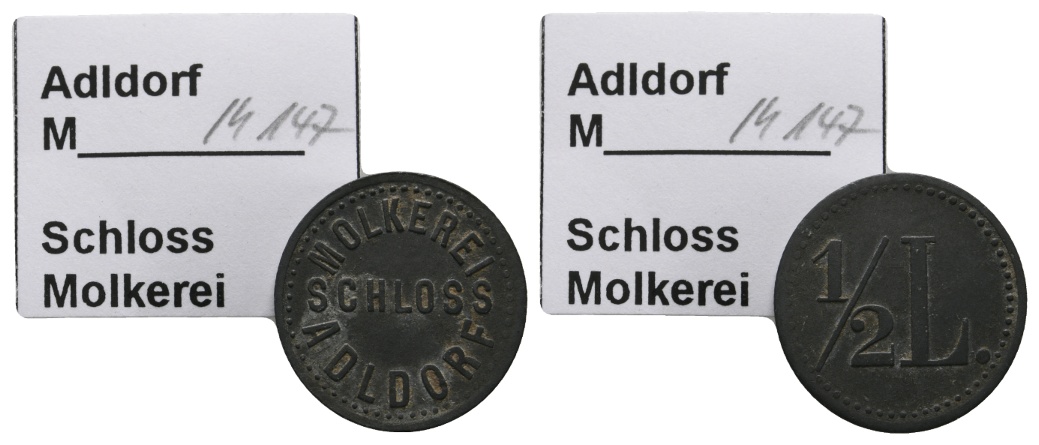 Adldorf
M 14 147
Schloss
Molkerei
MOLKEREI
SCHLOSS
ADLDORF
Adldorf
M 14 147
Schloss
Molkerei
1/2 L.